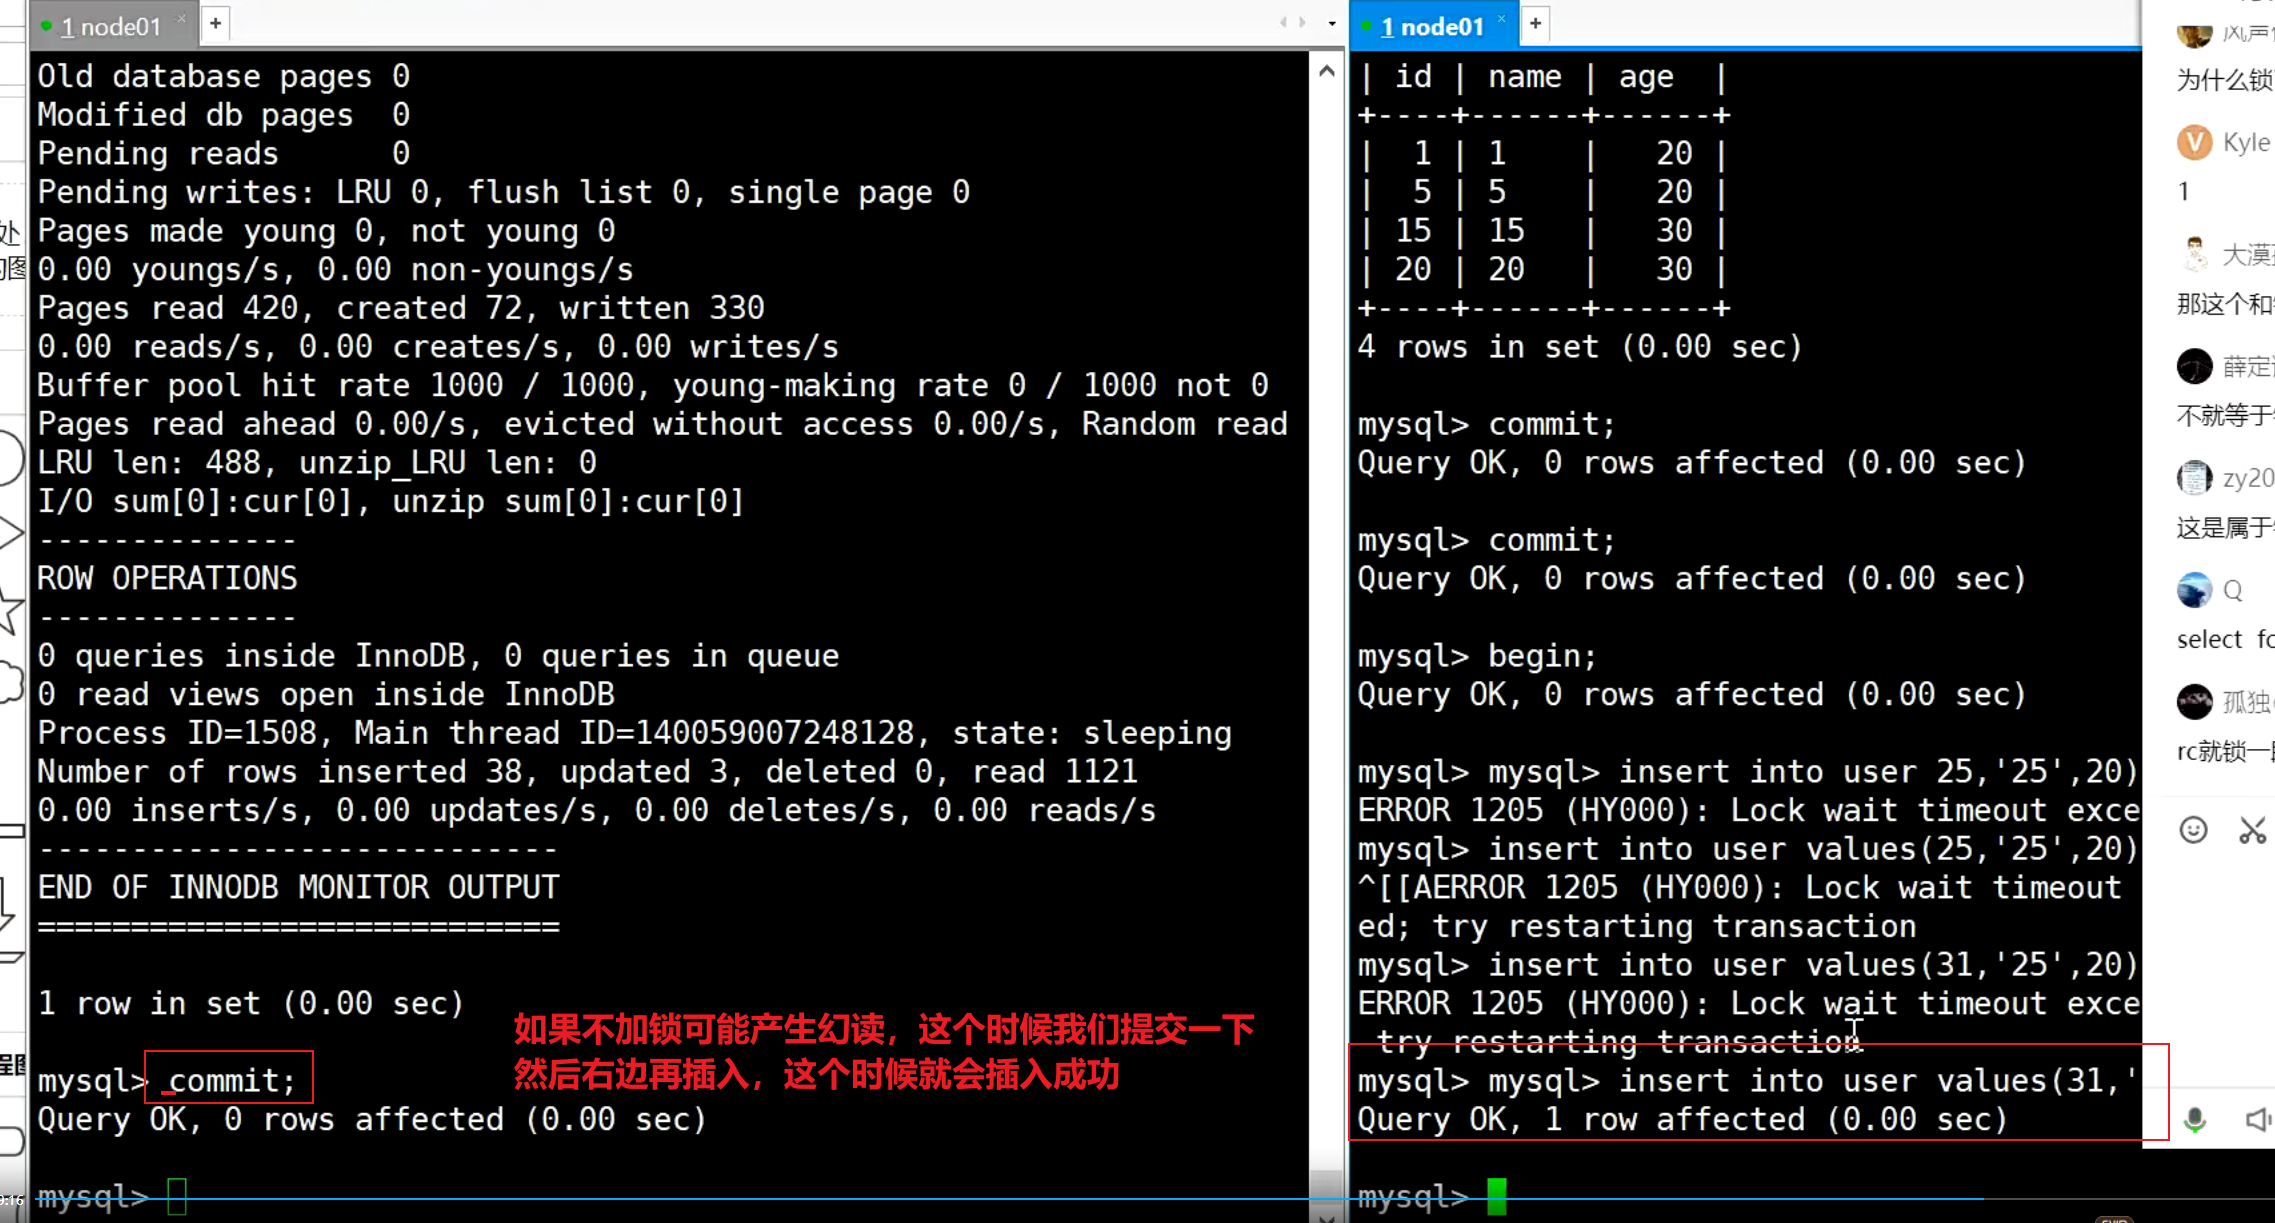 1 node01
Old database pages 0
Modified db pages  0
Pending reads      0
Pending writes: LRU 0, flush list 0, single page 0
Pages made young 0, not young 0
0.00 youngs/s, 0.00 non-youngs/s
Pages read 420, created 72, written 330
0.00 reads/s, 0.00 creates/s, 0.00 writes/s
Buffer pool hit rate 1000 / 1000, young-making rate 0 / 1000 not 0
Pages read ahead 0.00/s, evicted without access 0.00/s, Random read
LRU len: 488, unzip_LRU len: 0
I/O sum[0]:cur[0], unzip sum[0]:cur[0]
--------------
ROW OPERATIONS
--------------
0 queries inside InnoDB, 0 queries in queue
0 read views open inside InnoDB
Process ID=1508, Main thread ID=140059007248128, state: sleeping
Number of rows inserted 38, updated 3, deleted 0, read 1121
0.00 inserts/s, 0.00 updates/s, 0.00 deletes/s, 0.00 reads/s
----------------------------
END OF INNODB MONITOR OUTPUT
============================
1 row in set (0.00 sec)
如果不加锁可能产生幻读，这个时候我们提交一下
然后右边再插入，这个时候就会插入成功
mysql> commit;
Query OK, 0 rows affected (0.00 sec)
mysql>
1 node01
| id | name | age  |
+----+------+------+
|  1 | 1    |   20 |
|  5 | 5    |   20 |
| 15 | 15   |   30 |
| 20 | 20   |   30 |
+----+------+------+
4 rows in set (0.00 sec)
mysql> commit;
Query OK, 0 rows affected (0.00 sec)
mysql> commit;
Query OK, 0 rows affected (0.00 sec)
mysql> begin;
Query OK, 0 rows affected (0.00 sec)
mysql> mysql> insert into user 25,'25',20)
ERROR 1205 (HY000): Lock wait timeout exce
mysql> insert into user values(25,'25',20)
^[[AERROR 1205 (HY000): Lock wait timeout
ed; try restarting transaction
mysql> insert into user values(31,'25',20)
ERROR 1205 (HY000): Lock wait timeout exce
try restarting transaction
mysql> mysql> insert into user values(31,'
Query OK, 1 row affected (0.00 sec)
mysql>
为什么锁
V Kyle
1
大漠
那这个和
薛定
不就等于
zy20
这是属于
Q
select fo
孤独
rc就锁一